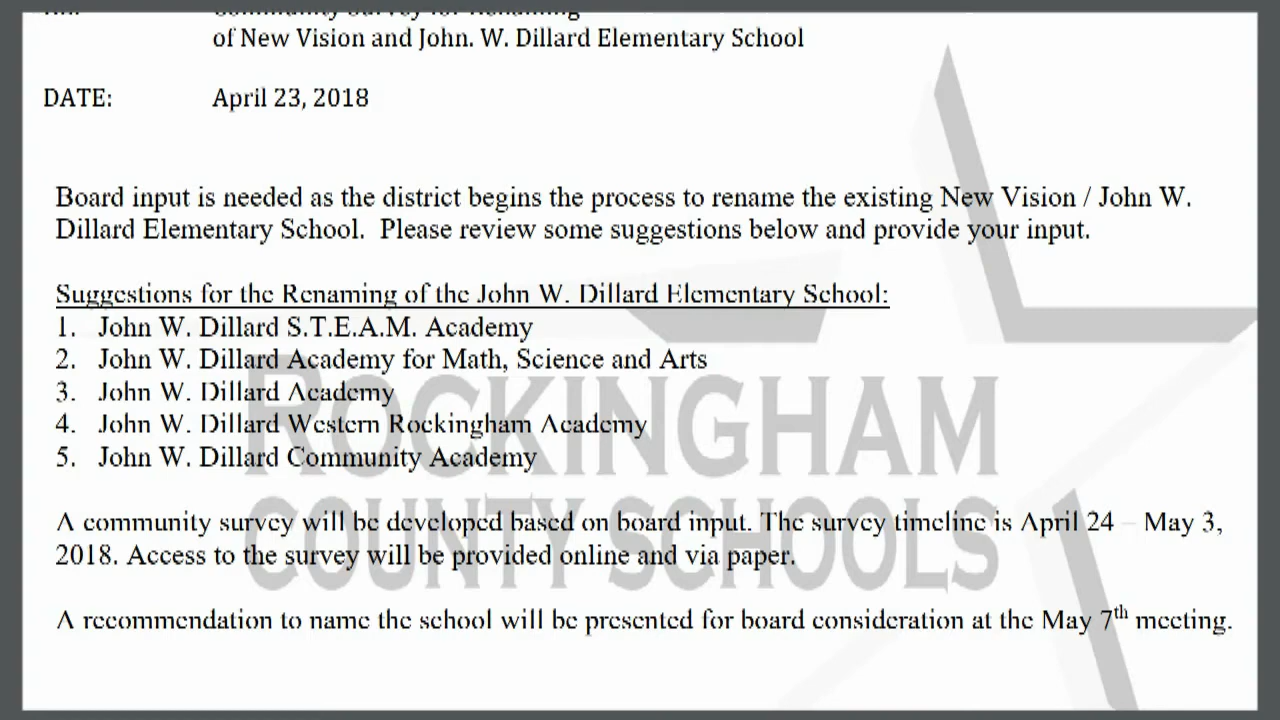 Community Survey for Renaming
of New Vision and John. W. Dillard Elementary School
DATE: April 23, 2018
Board input is needed as the district begins the process to rename the existing New Vision / John W.
Dillard Elementary School. Please review some suggestions below and provide your input.
Suggestions for the Renaming of the John W. Dillard Elementary School:
1. John W. Dillard S.T.E.A.M. Academy
2. John W. Dillard Academy for Math, Science and Arts
3. John W. Dillard Academy
4. John W. Dillard Western Rockingham Academy
5. John W. Dillard Community Academy
A community survey will be developed based on board input. The survey timeline is April 24 – May 3,
2018. Access to the survey will be provided online and via paper.
A recommendation to name the school will be presented for board consideration at the May 7th meeting.
ROCKINGHAM
COUNTY SCHOOLS